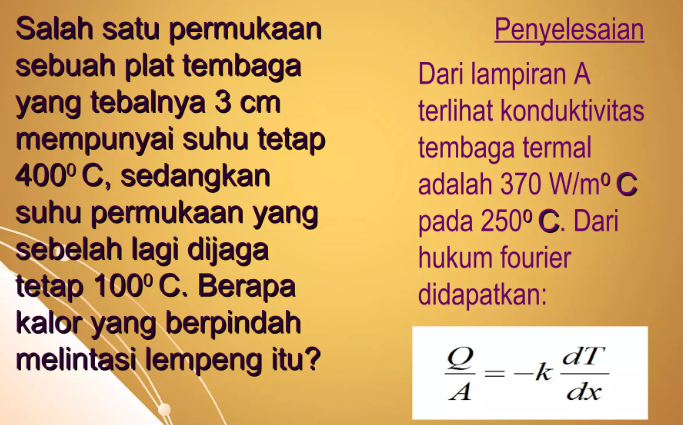 Salah satu permukaan
sebuah plat tembaga
yang tebalnya 3 cm
mempunyai suhu tetap
400⁰ C, sedangkan
suhu permukaan yang
sebelah lagi dijaga
tetap 100⁰ C. Berapa
kalor yang berpindah
melintasi lempeng itu?
Penyelesaian
Dari lampiran A
terlihat konduktivitas
tembaga termal
adalah 370 W/m⁰ C
pada 250⁰ C. Dari
hukum fourier
didapatkan:
Q/A = -k dT/dx